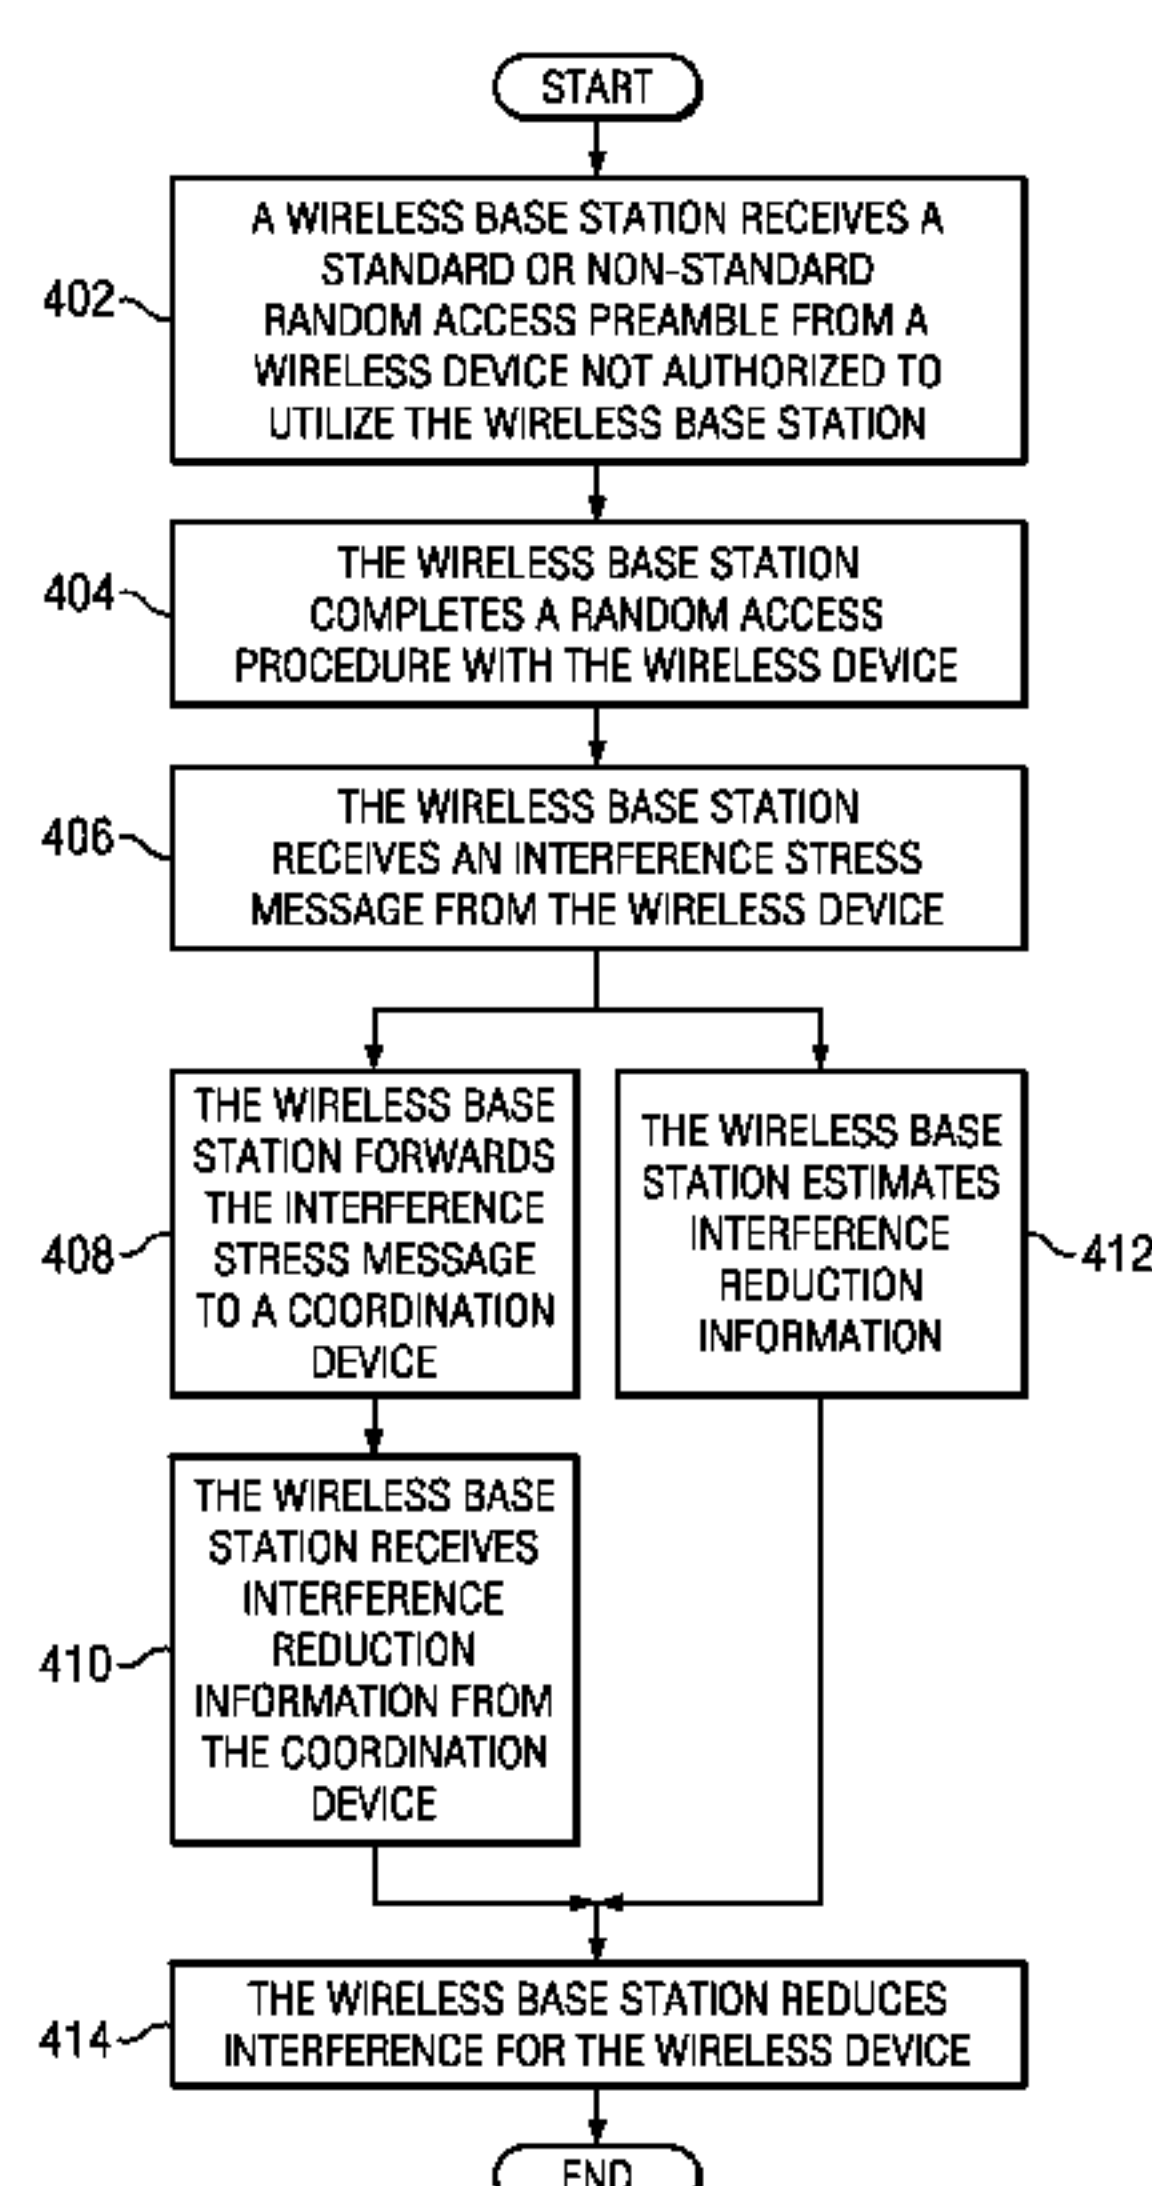 START
A WIRELESS BASE STATION RECEIVES A
STANDARD OR NON-STANDARD
RANDOM ACCESS PREAMBLE FROM A
WIRELESS DEVICE NOT AUTHORIZED TO
UTILIZE THE WIRELESS BASE STATION
402
THE WIRELESS BASE STATION
COMPLETES A RANDOM ACCESS
PROCEDURE WITH THE WIRELESS DEVICE
404
THE WIRELESS BASE STATION
RECEIVES AN INTERFERENCE STRESS
MESSAGE FROM THE WIRELESS DEVICE
406
THE WIRELESS BASE
STATION FORWARDS
THE INTERFERENCE
STRESS MESSAGE
TO A COORDINATION
DEVICE
408
THE WIRELESS BASE
STATION ESTIMATES
INTERFERENCE
REDUCTION
INFORMATION
412
THE WIRELESS BASE
STATION RECEIVES
INTERFERENCE
REDUCTION
INFORMATION FROM
THE COORDINATION
DEVICE
410
THE WIRELESS BASE STATION REDUCES
INTERFERENCE FOR THE WIRELESS DEVICE
414
END